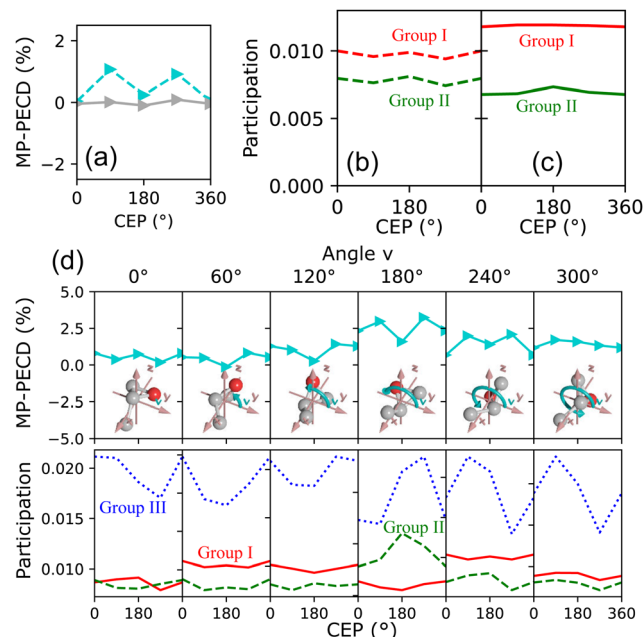 2
0
−2
MP-PECD (%)
(a)
0 180 360
CEP (°)
0.010
0.005
0.000
Participation
Group I
Group II
(b)
0 180
CEP (°)
Group I
Group II
(c)
0 180 360
CEP (°)
(d)
Angle v
0° 60° 120° 180° 240° 300°
5.0
2.5
0.0
−2.5
−5.0
MP-PECD (%)
z
v y
x
z
v y
x
z
v y
x
z
v y
x
z
v y
x
z
v y
x
0.020
0.015
0.010
Participation
Group III
Group I
Group II
0 180 0 180 0 180 0 180 0 180 0 180 360
CEP (°)